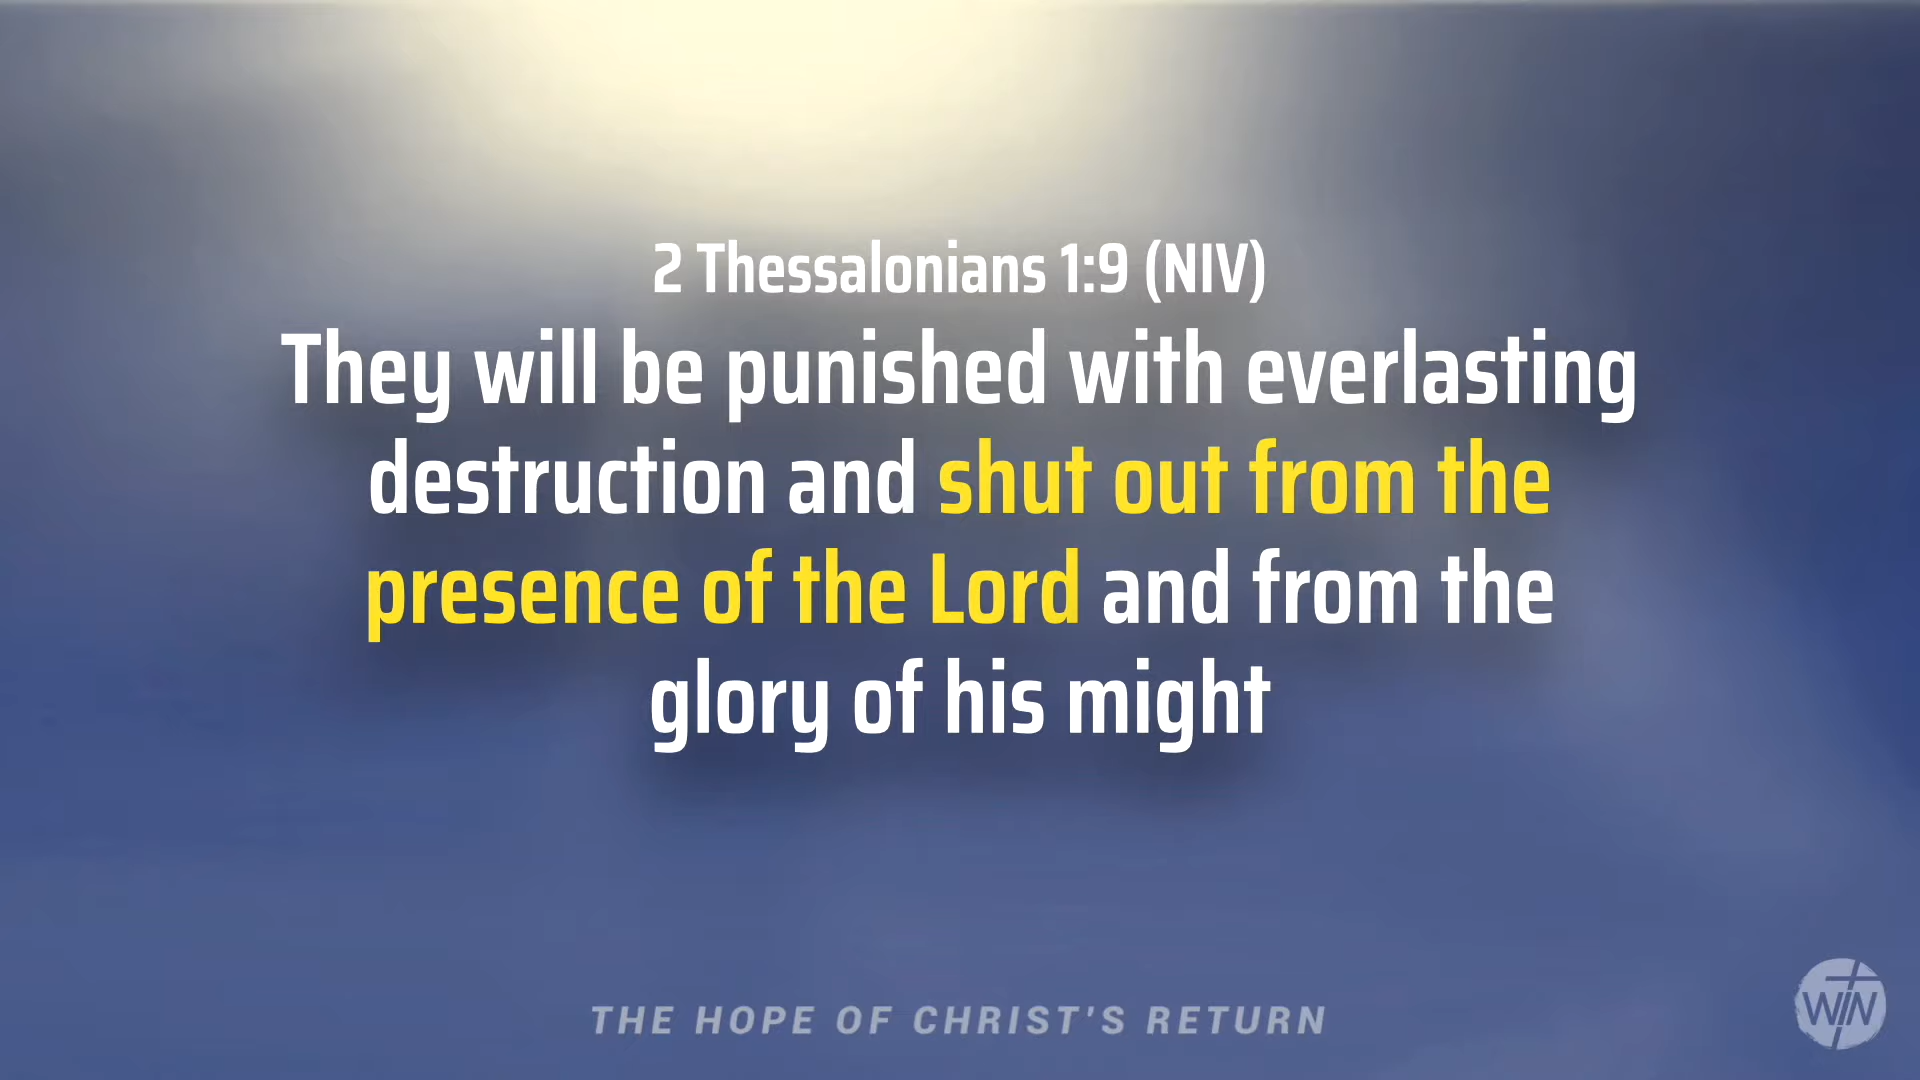 2 Thessalonians 1:9 (NIV)
They will be punished with everlasting
destruction and shut out from the
presence of the Lord and from the
glory of his might
THE HOPE OF CHRIST'S RETURN
WIN